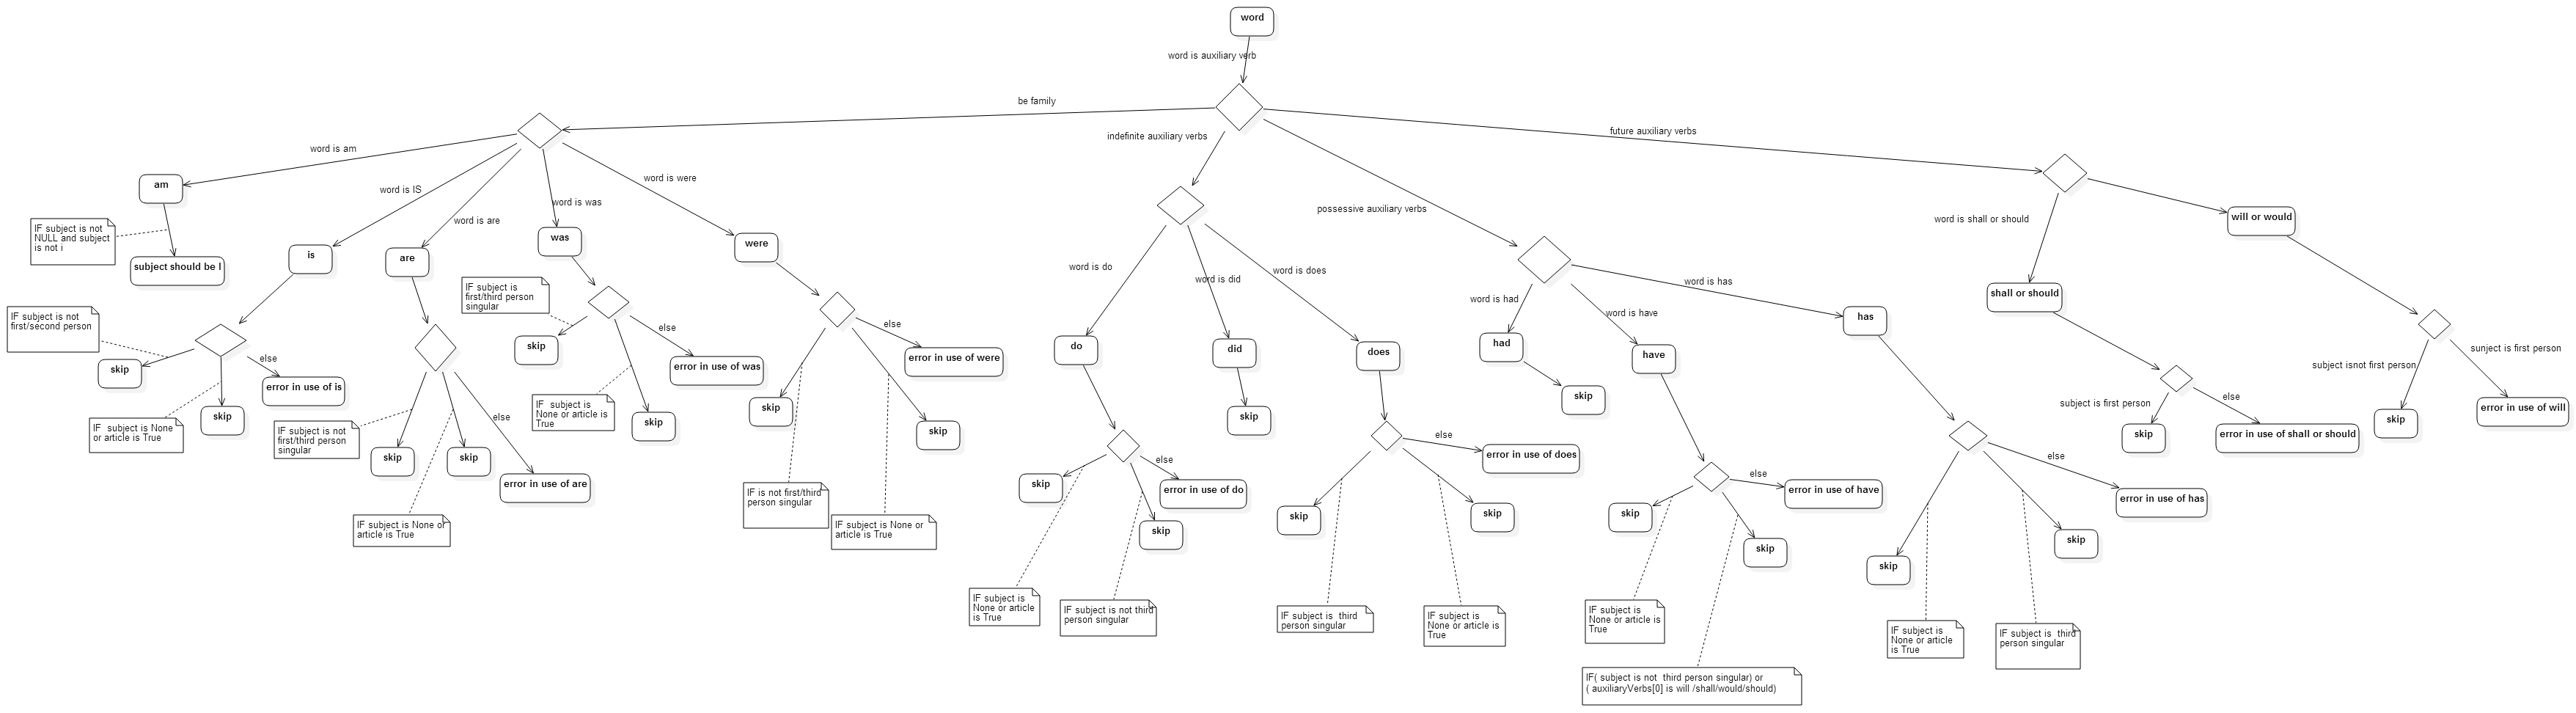 word
word is auxiliary verb
be family
indefinite auxiliary verbs
future auxiliary verbs
possessive auxiliary verbs
word is am
word is IS
word is are
word is was
word is were
am
IF subject is not
NULL and subject
is not i
subject should be I
is
IF subject is not
first/second person
skip
else
error in use of is
IF  subject is None
or article is True
skip
are
IF subject is not
first/third person
singular
skip
skip
else
error in use of are
IF subject is None or
article is True
was
IF subject is
first/third person
singular
skip
else
error in use of was
IF  subject is
None or article is
True
skip
were
else
error in use of were
skip
skip
IF is not first/third
person singular
IF subject is None or
article is True
word is do
word is did
word is does
do
skip
else
error in use of do
skip
IF subject is
None or article
is True
IF subject is not third
person singular
did
skip
does
else
error in use of does
skip
skip
IF subject is  third
person singular
IF subject is
None or article is
True
word is had
word is have
word is has
had
skip
have
else
error in use of have
skip
skip
IF subject is
None or article is
True
IF( subject is not  third person singular) or
( auxiliaryVerbs[0] is will /shall/would/should)
has
else
error in use of has
skip
skip
IF subject is
None or article
is True
IF subject is  third
person singular
word is shall or should
shall or should
subject is first person
else
skip
error in use of shall or should
will or would
subject isnot first person
sunject is first person
skip
error in use of will